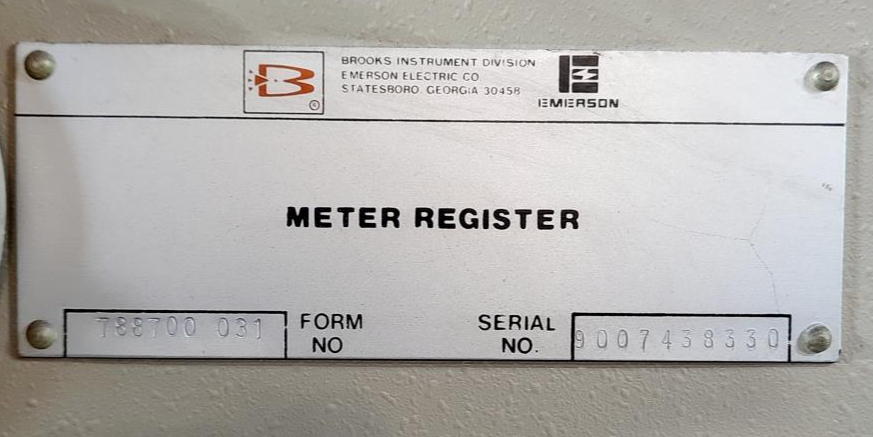 B
®
BROOKS INSTRUMENT DIVISION
EMERSON ELECTRIC CO
STATESBORO, GEORGIA 30458
EMERSON
METER REGISTER
788700 031
FORM
NO
SERIAL
NO.
9007438330